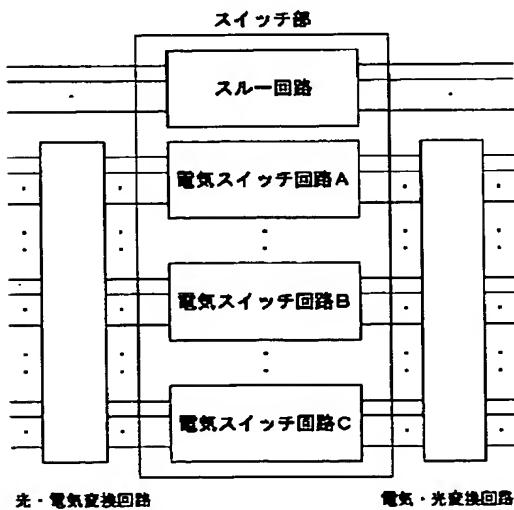 スイッチ部
スルー回路
電気スイッチ回路A
電気スイッチ回路B
電気スイッチ回路C
光・電気変換回路
電気・光変換回路